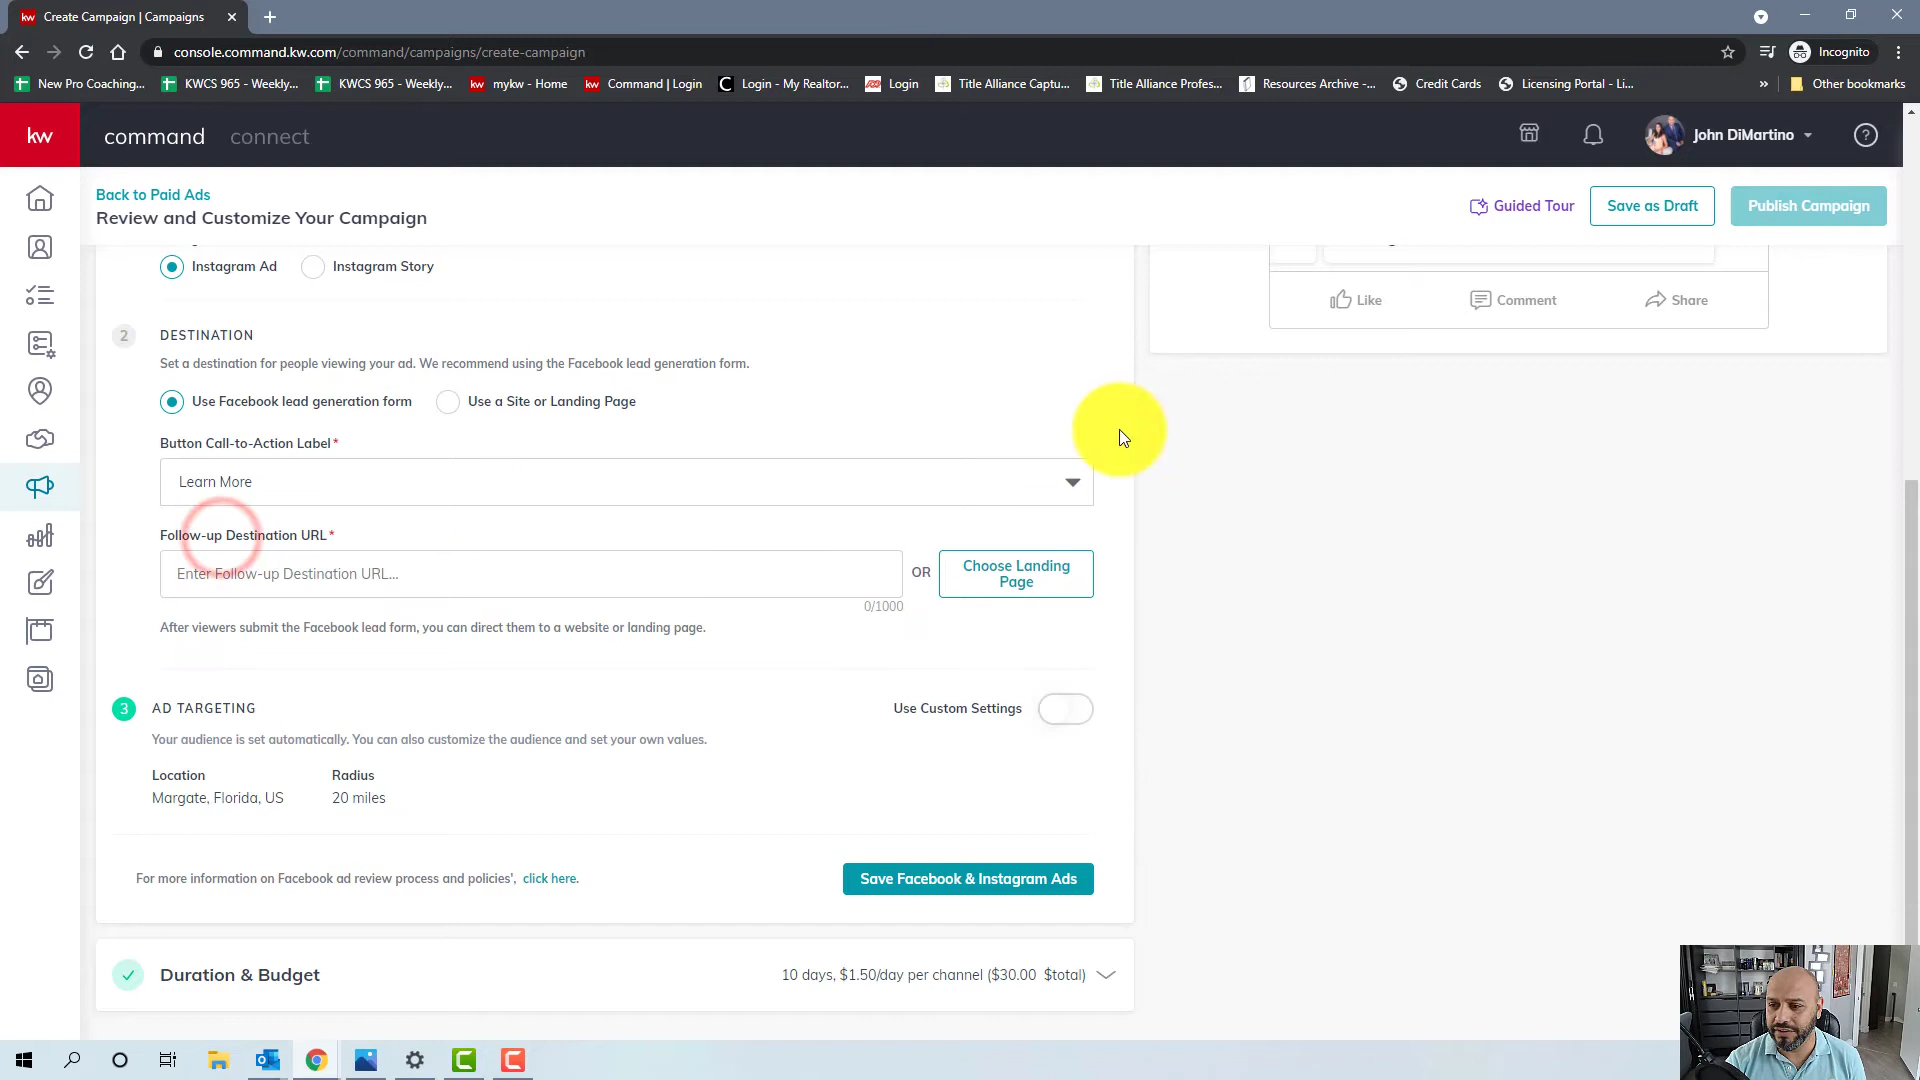 Create Campaign | Campaigns
console.command.kw.com/command/campaigns/create-campaign
Incognito
New Pro Coaching...
KWCS 965 - Weekly...
KWCS 965 - Weekly...
kw mykw - Home
kw Command | Login
Login - My Realtor...
Login
Title Alliance Captu...
Title Alliance Profes...
Resources Archive -...
Credit Cards
Licensing Portal - Li...
»
Other bookmarks
kw
command
connect
John DiMartino
Back to Paid Ads
Review and Customize Your Campaign
Guided Tour
Save as Draft
Publish Campaign
Instagram Ad
Instagram Story
Like
Comment
Share
2 DESTINATION
Set a destination for people viewing your ad. We recommend using the Facebook lead generation form.
Use Facebook lead generation form
Use a Site or Landing Page
Button Call-to-Action Label*
Learn More
Follow-up Destination URL*
Enter Follow-up Destination URL...
OR
Choose Landing
Page
0/1000
After viewers submit the Facebook lead form, you can direct them to a website or landing page.
3 AD TARGETING
Use Custom Settings
Your audience is set automatically. You can also customize the audience and set your own values.
Location
Radius
Margate, Florida, US
20 miles
For more information on Facebook ad review process and policies', click here.
Save Facebook & Instagram Ads
Duration & Budget
10 days, $1.50/day per channel ($30.00 $total)